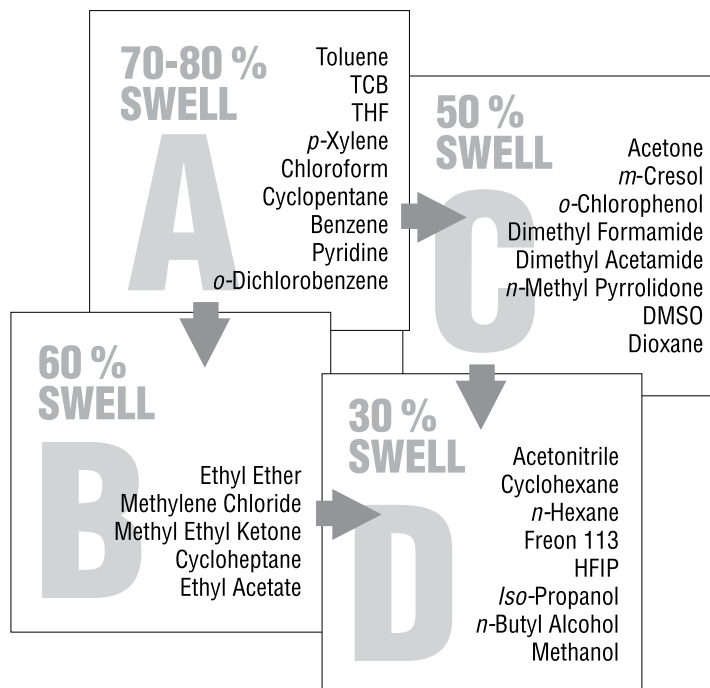 70-80 %
SWELL
A
Toluene
TCB
THF
p-Xylene
Chloroform
Cyclopentane
Benzene
Pyridine
o-Dichlorobenzene
50 %
SWELL
C
Acetone
m-Cresol
o-Chlorophenol
Dimethyl Formamide
Dimethyl Acetamide
n-Methyl Pyrrolidone
DMSO
Dioxane
60 %
SWELL
B
Ethyl Ether
Methylene Chloride
Methyl Ethyl Ketone
Cycloheptane
Ethyl Acetate
30 %
SWELL
D
Acetonitrile
Cyclohexane
n-Hexane
Freon 113
HFIP
Iso-Propanol
n-Butyl Alcohol
Methanol